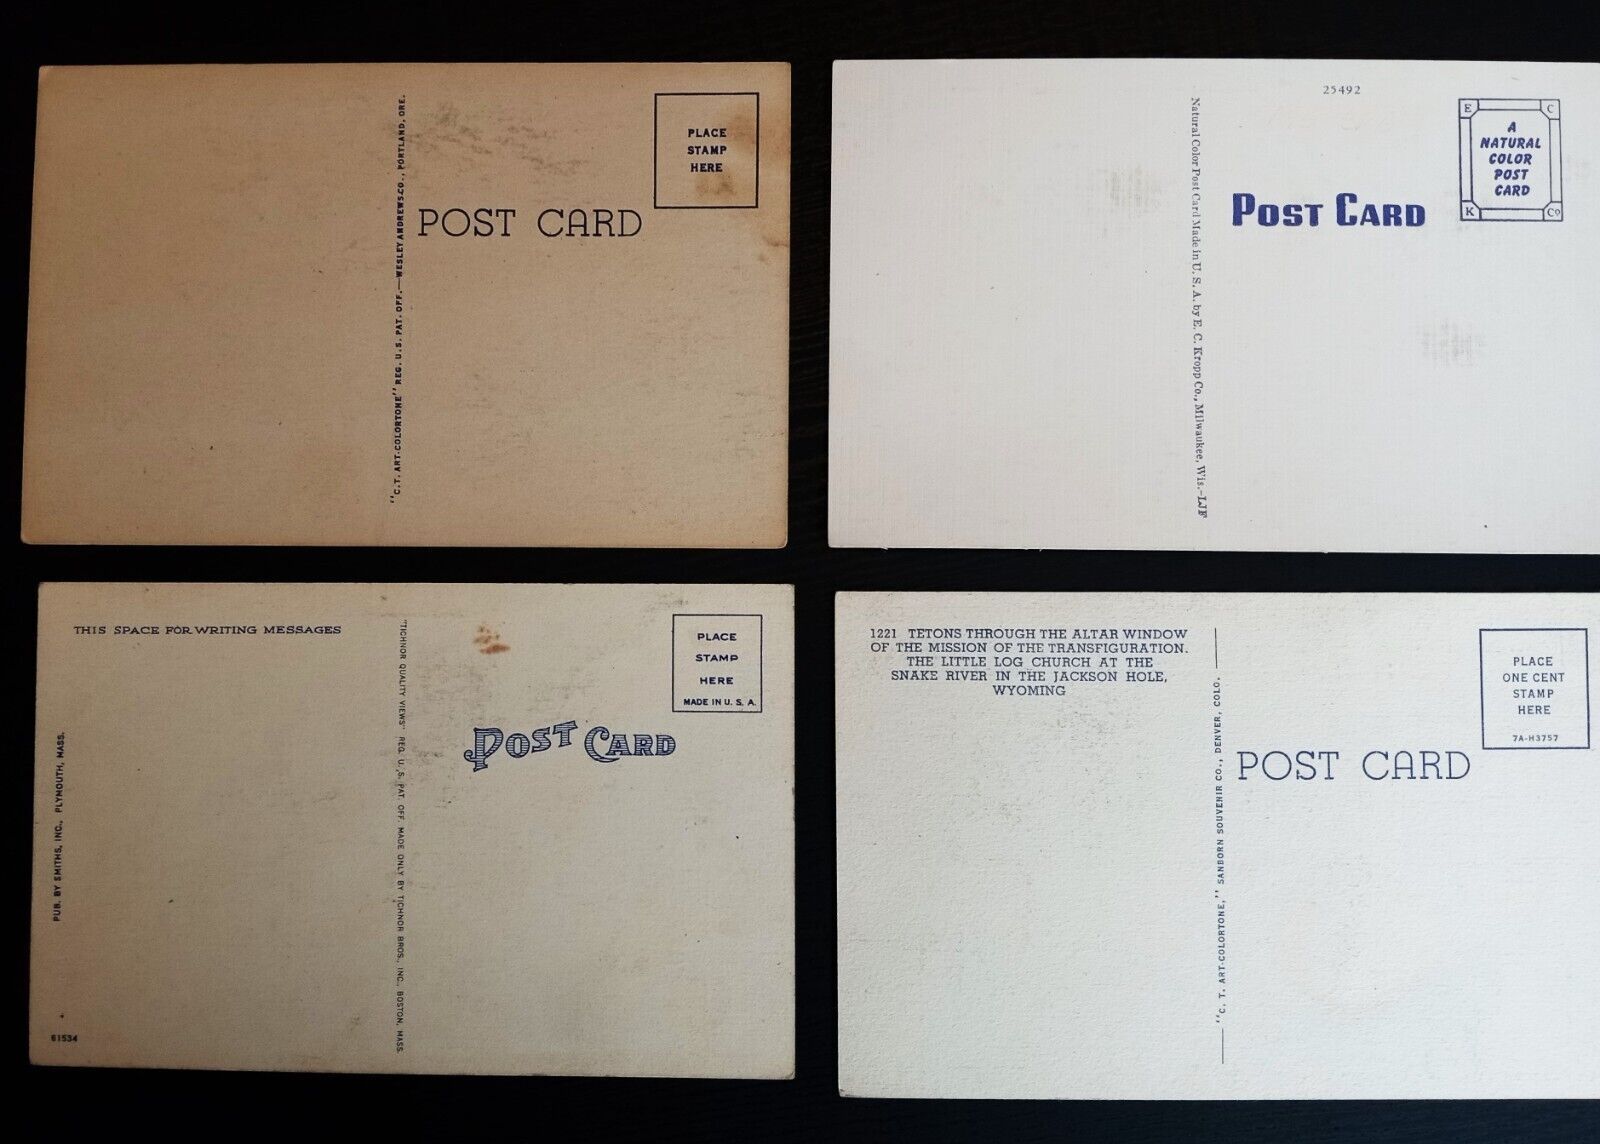 "C.T. ART-COLORTONE" REG. U.S. PAT. OFF.—WESLEY ANDREWS CO., PORTLAND, ORE.
PLACE
STAMP
HERE
POST CARD
Natural Color Post Card Made in U. S. A. by E. C. Kropp Co., Milwaukee, Wis.-LJF
25492
E C
A
NATURAL
COLOR
POST
CARD
K Co
POST CARD
THIS SPACE FOR WRITING MESSAGES
PUB. BY SMITHS, INC., PLYMOUTH, MASS.
61534
"TICHNOR QUALITY VIEWS" REG. U. S. PAT. OFF. MADE ONLY BY TICHNOR BROS., INC., BOSTON, MASS.
PLACE
STAMP
HERE
MADE IN U. S. A.
POST CARD
1221 TETONS THROUGH THE ALTAR WINDOW
OF THE MISSION OF THE TRANSFIGURATION.
THE LITTLE LOG CHURCH AT THE
SNAKE RIVER IN THE JACKSON HOLE,
WYOMING
"C. T. ART-COLORTONE," SANBORN SOUVENIR CO., DENVER, COLO.
PLACE
ONE CENT
STAMP
HERE
7A-H3757
POST CARD